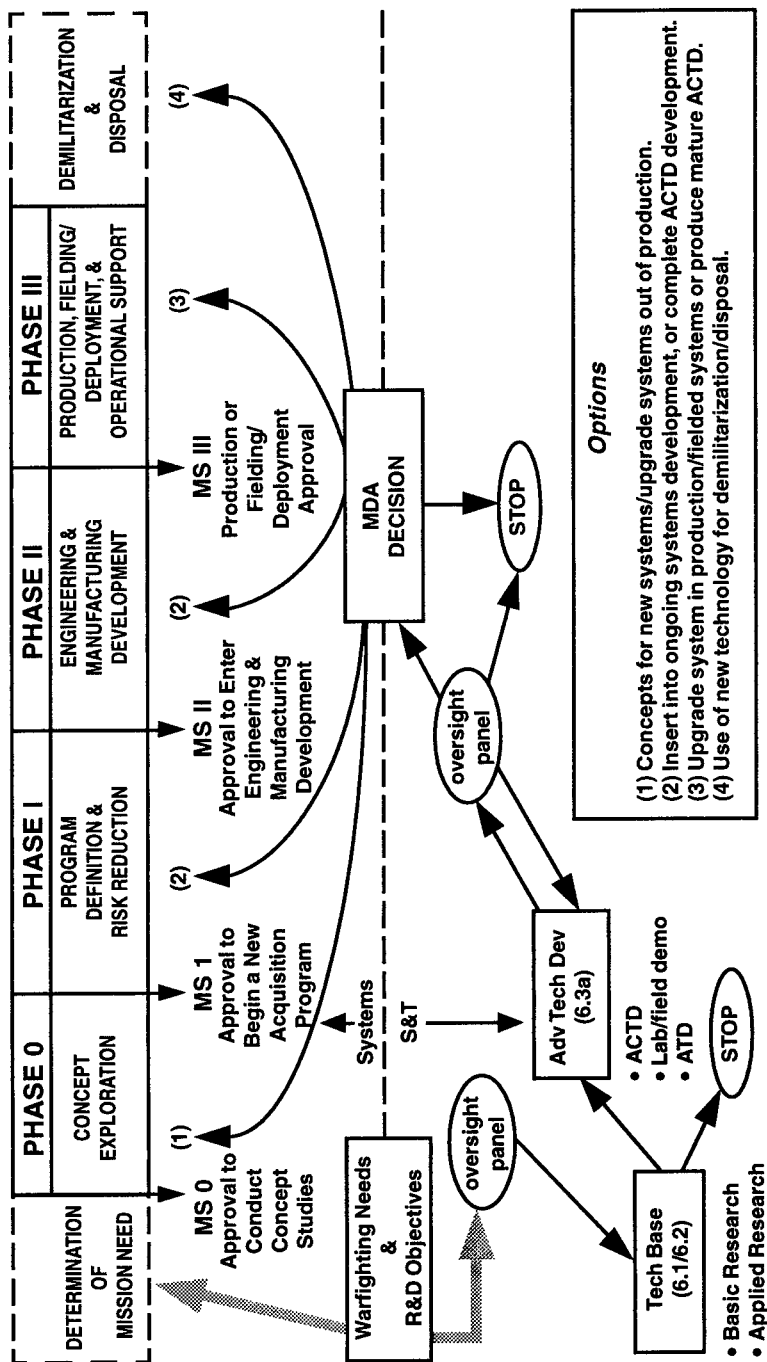 DETERMINATION
OF
MISSION NEED
PHASE 0
CONCEPT
EXPLORATION
PHASE I
PROGRAM
DEFINITION &
RISK REDUCTION
PHASE II
ENGINEERING &
MANUFACTURING
DEVELOPMENT
PHASE III
PRODUCTION, FIELDING/
DEPLOYMENT, &
OPERATIONAL SUPPORT
DEMILITARIZATION
&
DISPOSAL
MS 0
Approval to
Conduct
Concept
Studies
(1)
MS 1
Approval to
Begin a New
Acquisition
Program
(2)
MS II
Approval to Enter
Engineering &
Manufacturing
Development
(2)
MS III
Production or
Fielding/
Deployment
Approval
(3)
(4)
Warfighting Needs
&
R&D Objectives
Systems
S&T
MDA
DECISION
oversight
panel
oversight
panel
STOP
Tech Base
(6.1/6.2)
• Basic Research
• Applied Research
Adv Tech Dev
(6.3a)
• ACTD
• Lab/field demo
• ATD
STOP
Options
(1) Concepts for new systems/upgrade systems out of production.
(2) Insert into ongoing systems development, or complete ACTD development.
(3) Upgrade system in production/fielded systems or produce mature ACTD.
(4) Use of new technology for demilitarization/disposal.